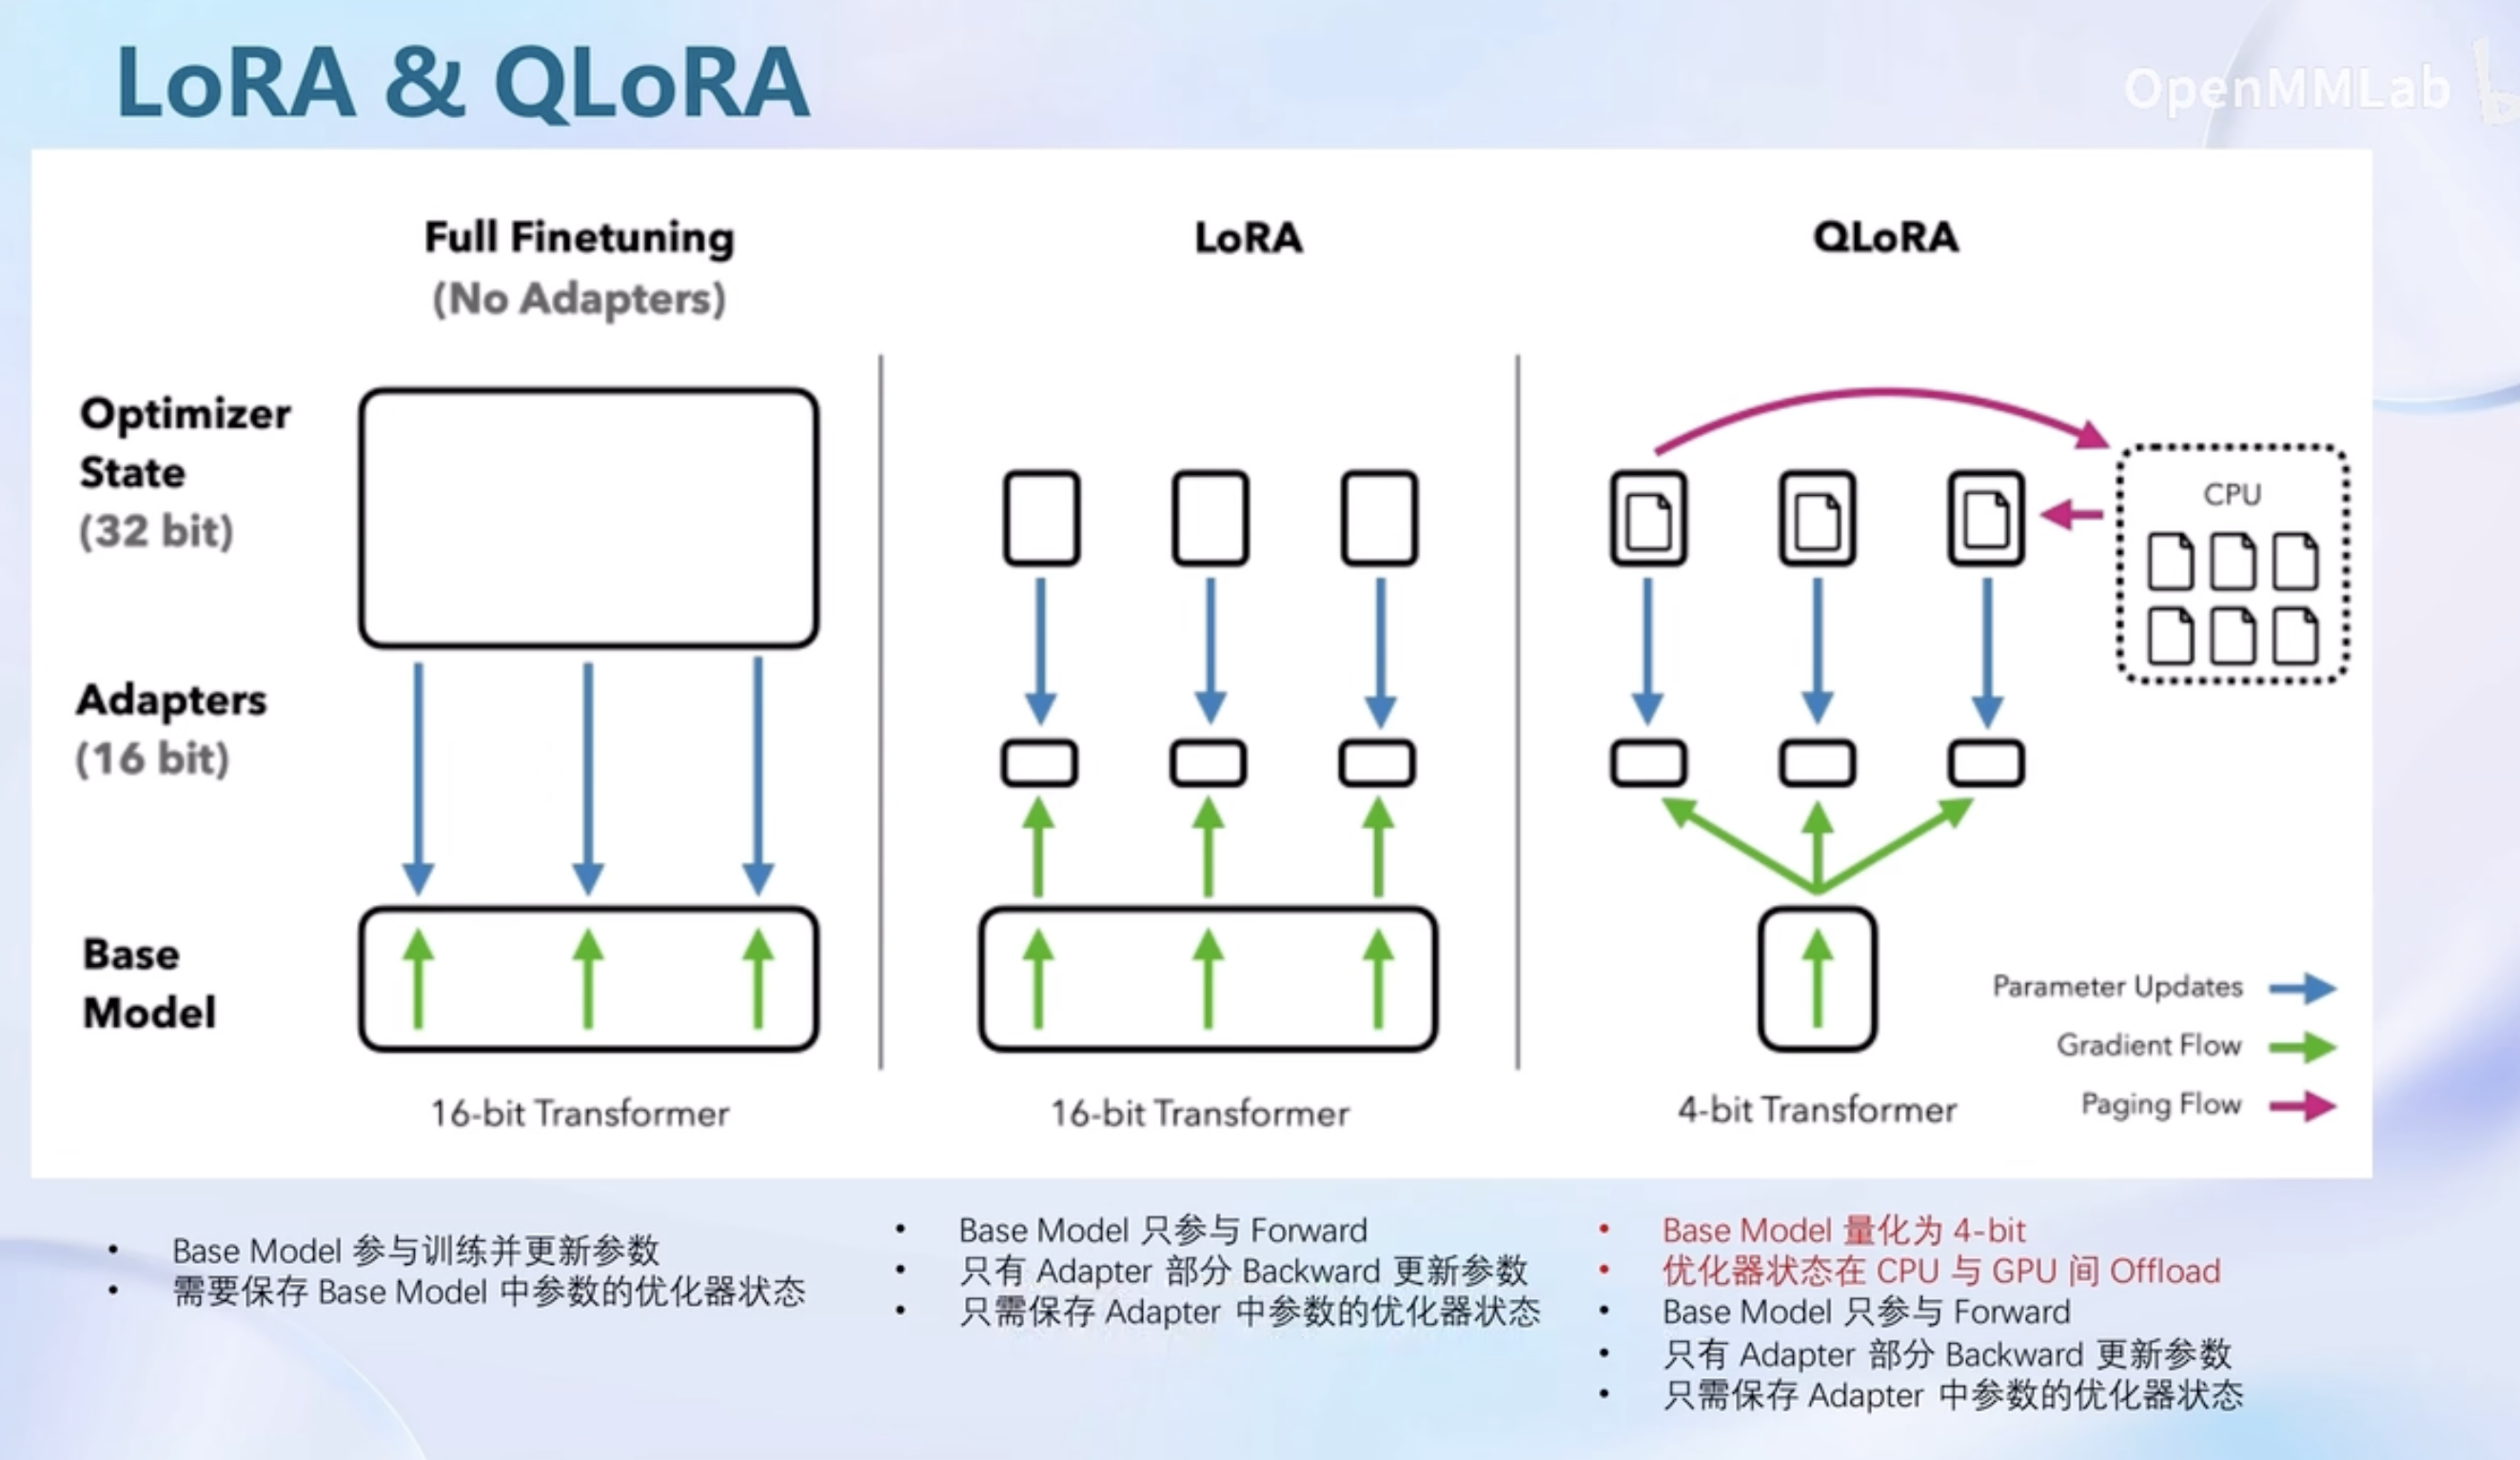 LoRA & QLoRA
OpenMMLab
Full Finetuning
(No Adapters)
LoRA
QLoRA
Optimizer
State
(32 bit)
CPU
Adapters
(16 bit)
Base
Model
Parameter Updates
Gradient Flow
Paging Flow
16-bit Transformer
16-bit Transformer
4-bit Transformer
• Base Model 参与训练并更新参数
• 需要保存 Base Model 中参数的优化器状态
• Base Model 只参与 Forward
• 只有 Adapter 部分 Backward 更新参数
• 只需保存 Adapter 中参数的优化器状态
• Base Model 量化为 4-bit
• 优化器状态在 CPU 与 GPU 间 Offload
• Base Model 只参与 Forward
• 只有 Adapter 部分 Backward 更新参数
• 只需保存 Adapter 中参数的优化器状态